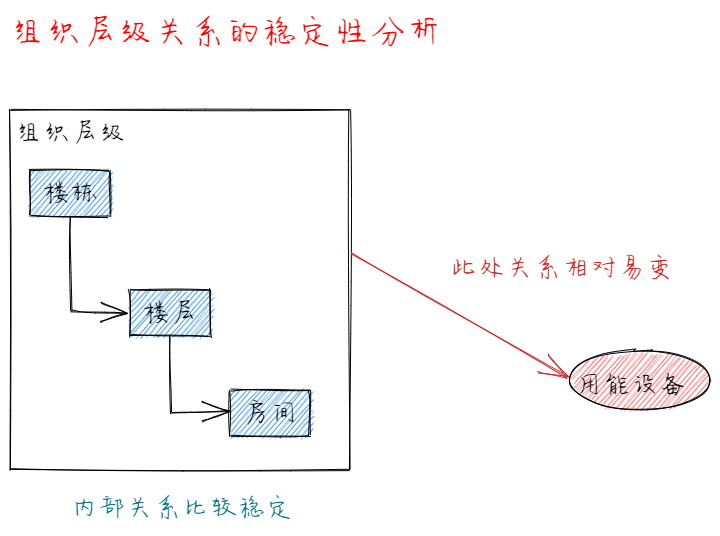 组织层级关系的稳定性分析
组织层级
楼栋
此处关系相对易变
楼层
用能设备
房间
内部关系比较稳定